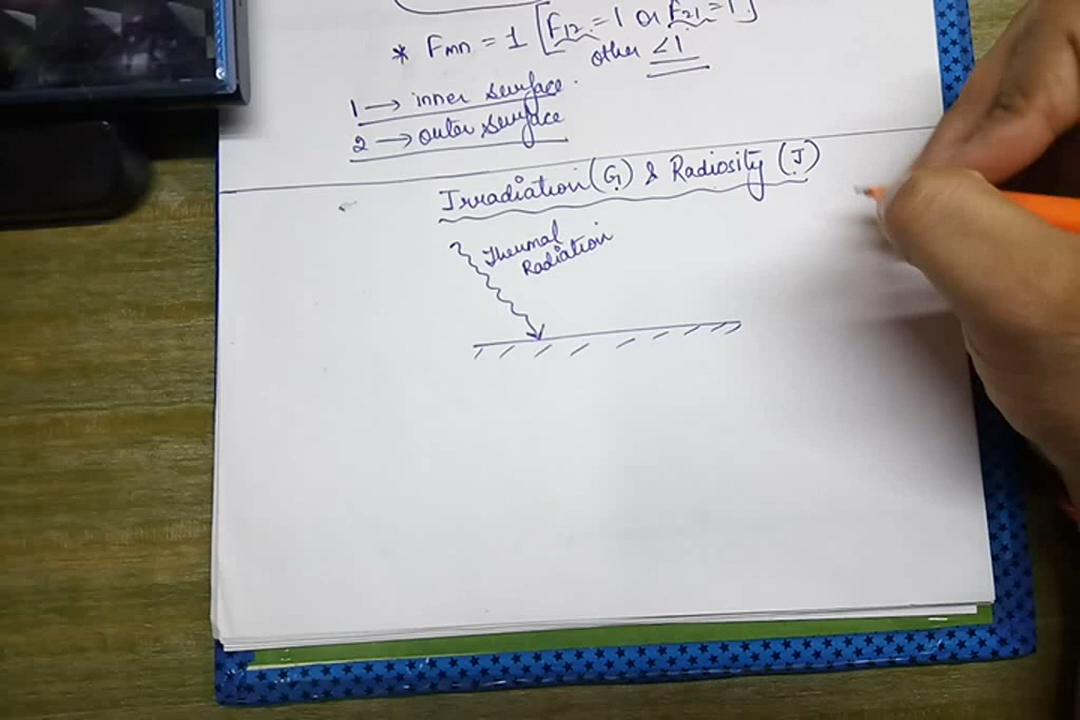 * Fmn = 1 [F12 = 1 or F21 = 1]
other < 1
1 → inner surface.
2 → outer surface
Irradiation (G) & Radiosity (J)
Thermal
Radiation